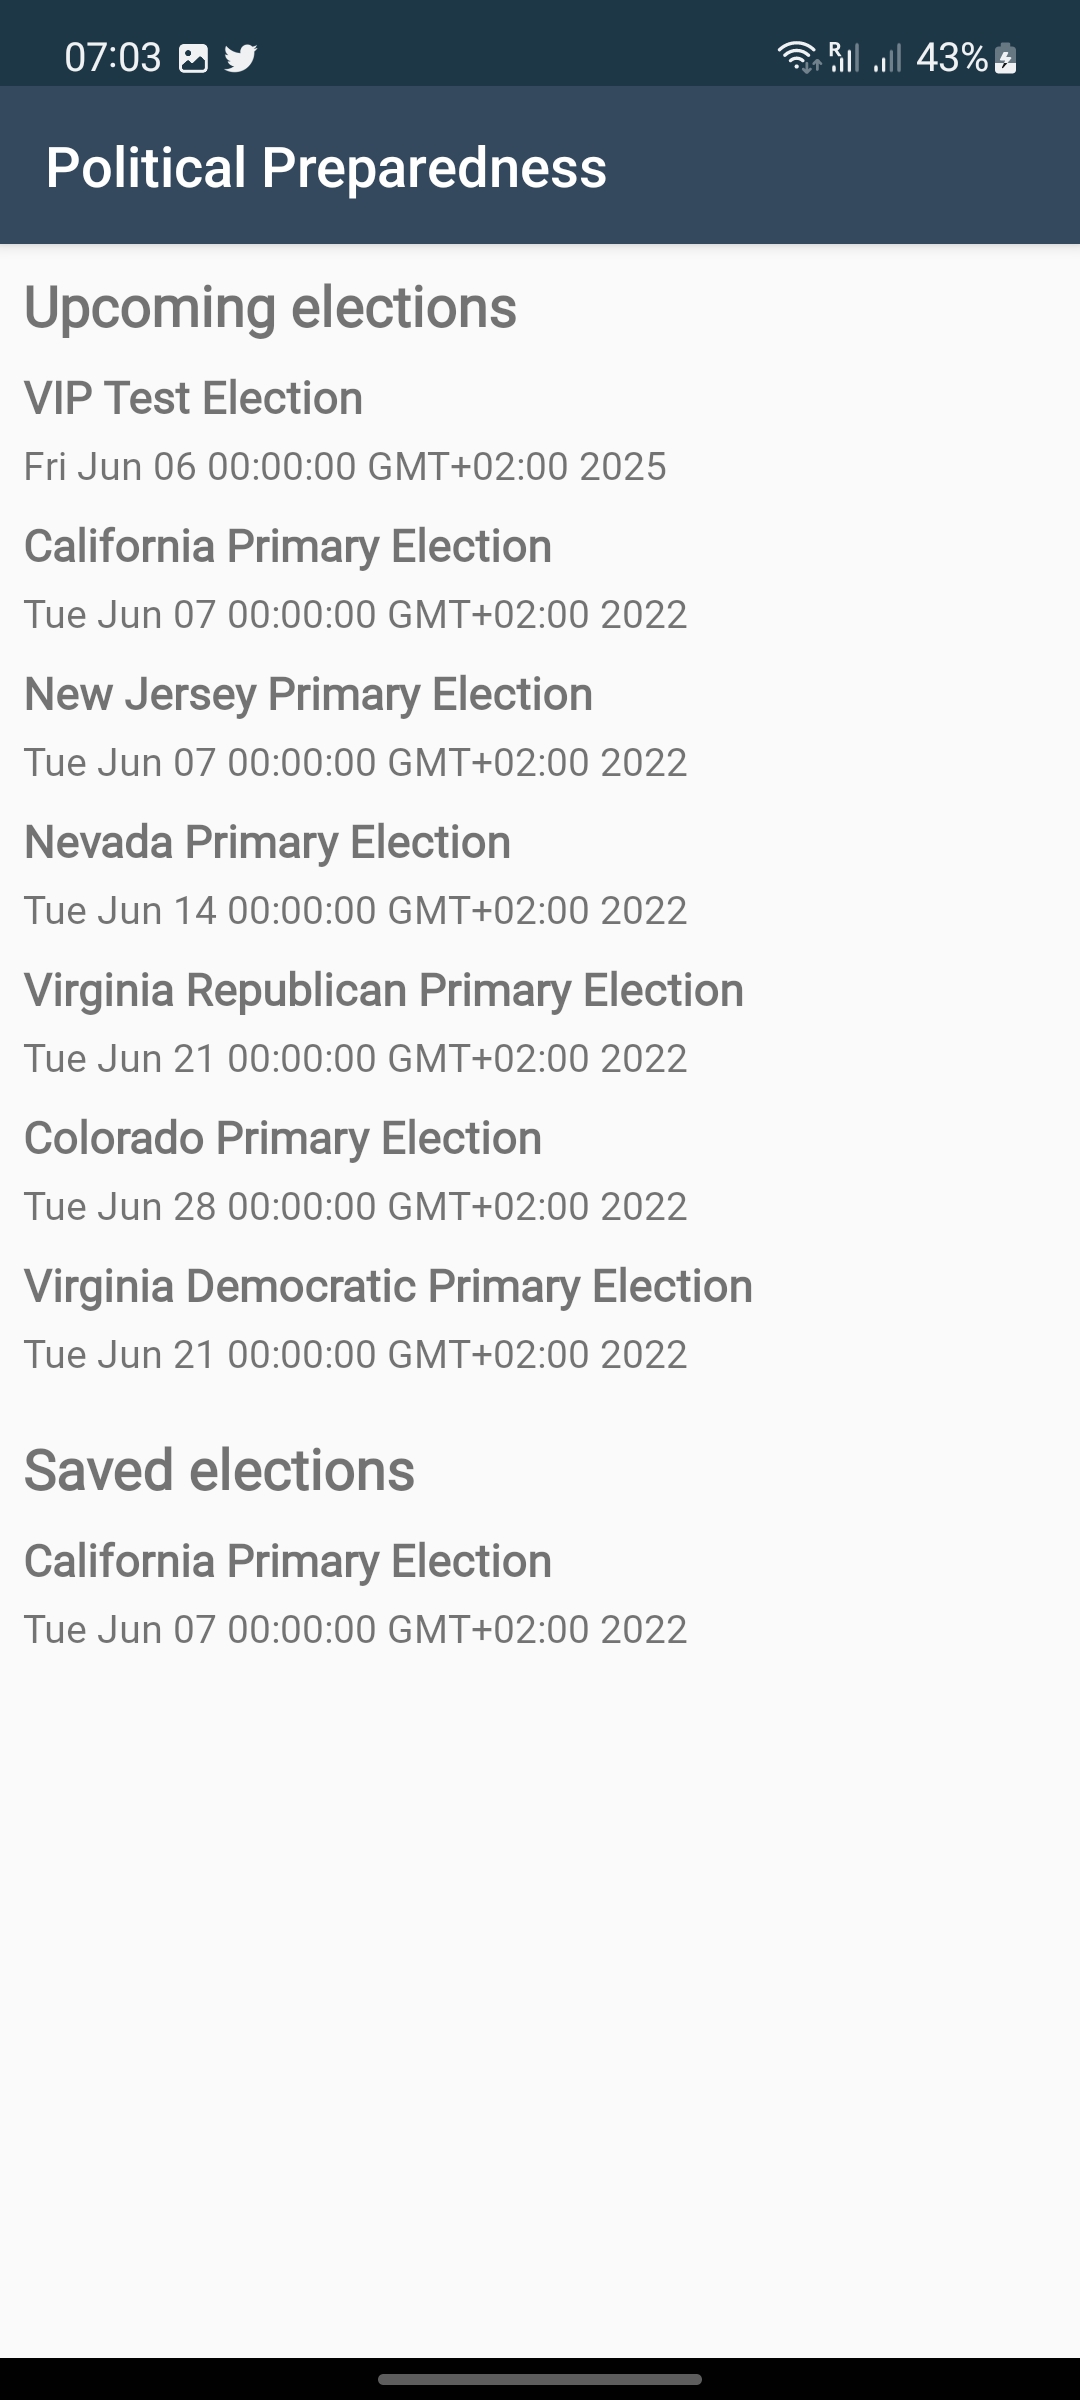 07:03 R 43%
Political Preparedness
Upcoming elections
VIP Test Election
Fri Jun 06 00:00:00 GMT+02:00 2025
California Primary Election
Tue Jun 07 00:00:00 GMT+02:00 2022
New Jersey Primary Election
Tue Jun 07 00:00:00 GMT+02:00 2022
Nevada Primary Election
Tue Jun 14 00:00:00 GMT+02:00 2022
Virginia Republican Primary Election
Tue Jun 21 00:00:00 GMT+02:00 2022
Colorado Primary Election
Tue Jun 28 00:00:00 GMT+02:00 2022
Virginia Democratic Primary Election
Tue Jun 21 00:00:00 GMT+02:00 2022
Saved elections
California Primary Election
Tue Jun 07 00:00:00 GMT+02:00 2022